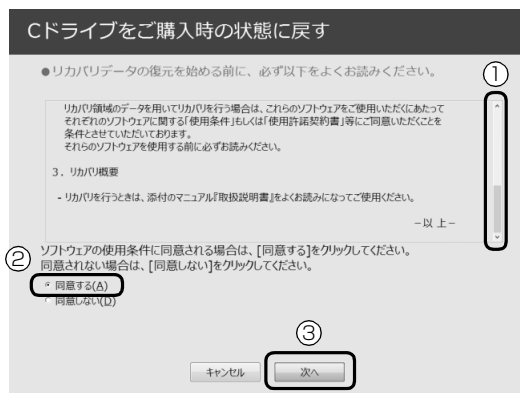 Cドライブをご購入時の状態に戻す
●リカバリデータの復元を始める前に、必ず以下をよくお読みください。
①
リカバリ領域のデータを用いてリカバリを行う場合は、これらのソフトウェアをご使用いただくにあたって
それぞれのソフトウェアに関する「使用条件」もしくは「使用許諾契約書」等にご同意いただくことを
条件とさせていただいております。
それらのソフトウェアを使用する前に必ずお読みください。
3. リカバリ概要
- リカバリを行うときは、添付のマニュアル『取扱説明書』をよくお読みになってご使用ください。
－以 上－
ソフトウェアの使用条件に同意される場合は、[同意する]をクリックしてください。
②
同意されない場合は、[同意しない]をクリックしてください。
同意する(A)
同意しない(D)
③
キャンセル
次へ